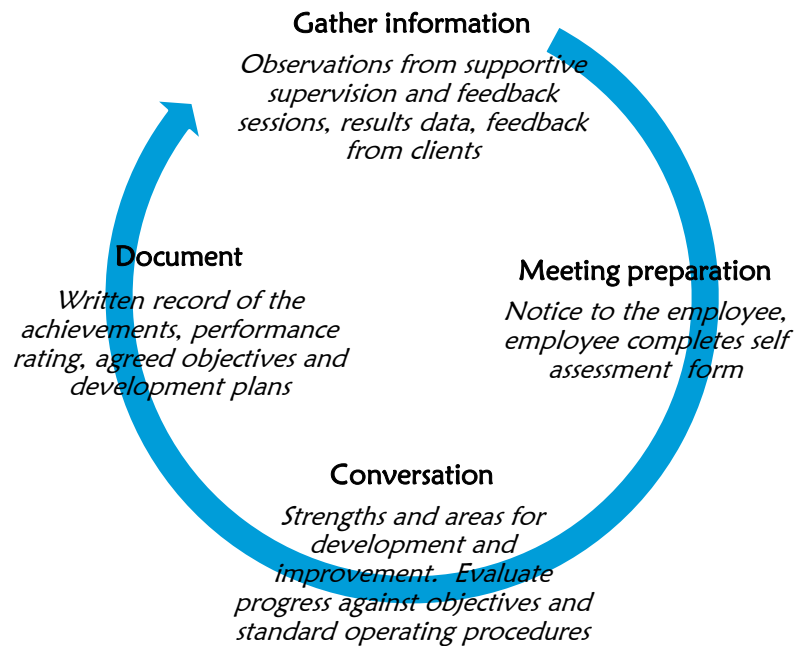 Gather information
Observations from supportive
supervision and feedback
sessions, results data, feedback
from clients
Meeting preparation
Notice to the employee,
employee completes self
assessment  form
Conversation
Strengths and areas for
development and
improvement.  Evaluate
progress against objectives and
standard operating procedures
Document
Written record of the
achievements, performance
rating, agreed objectives and
development plans